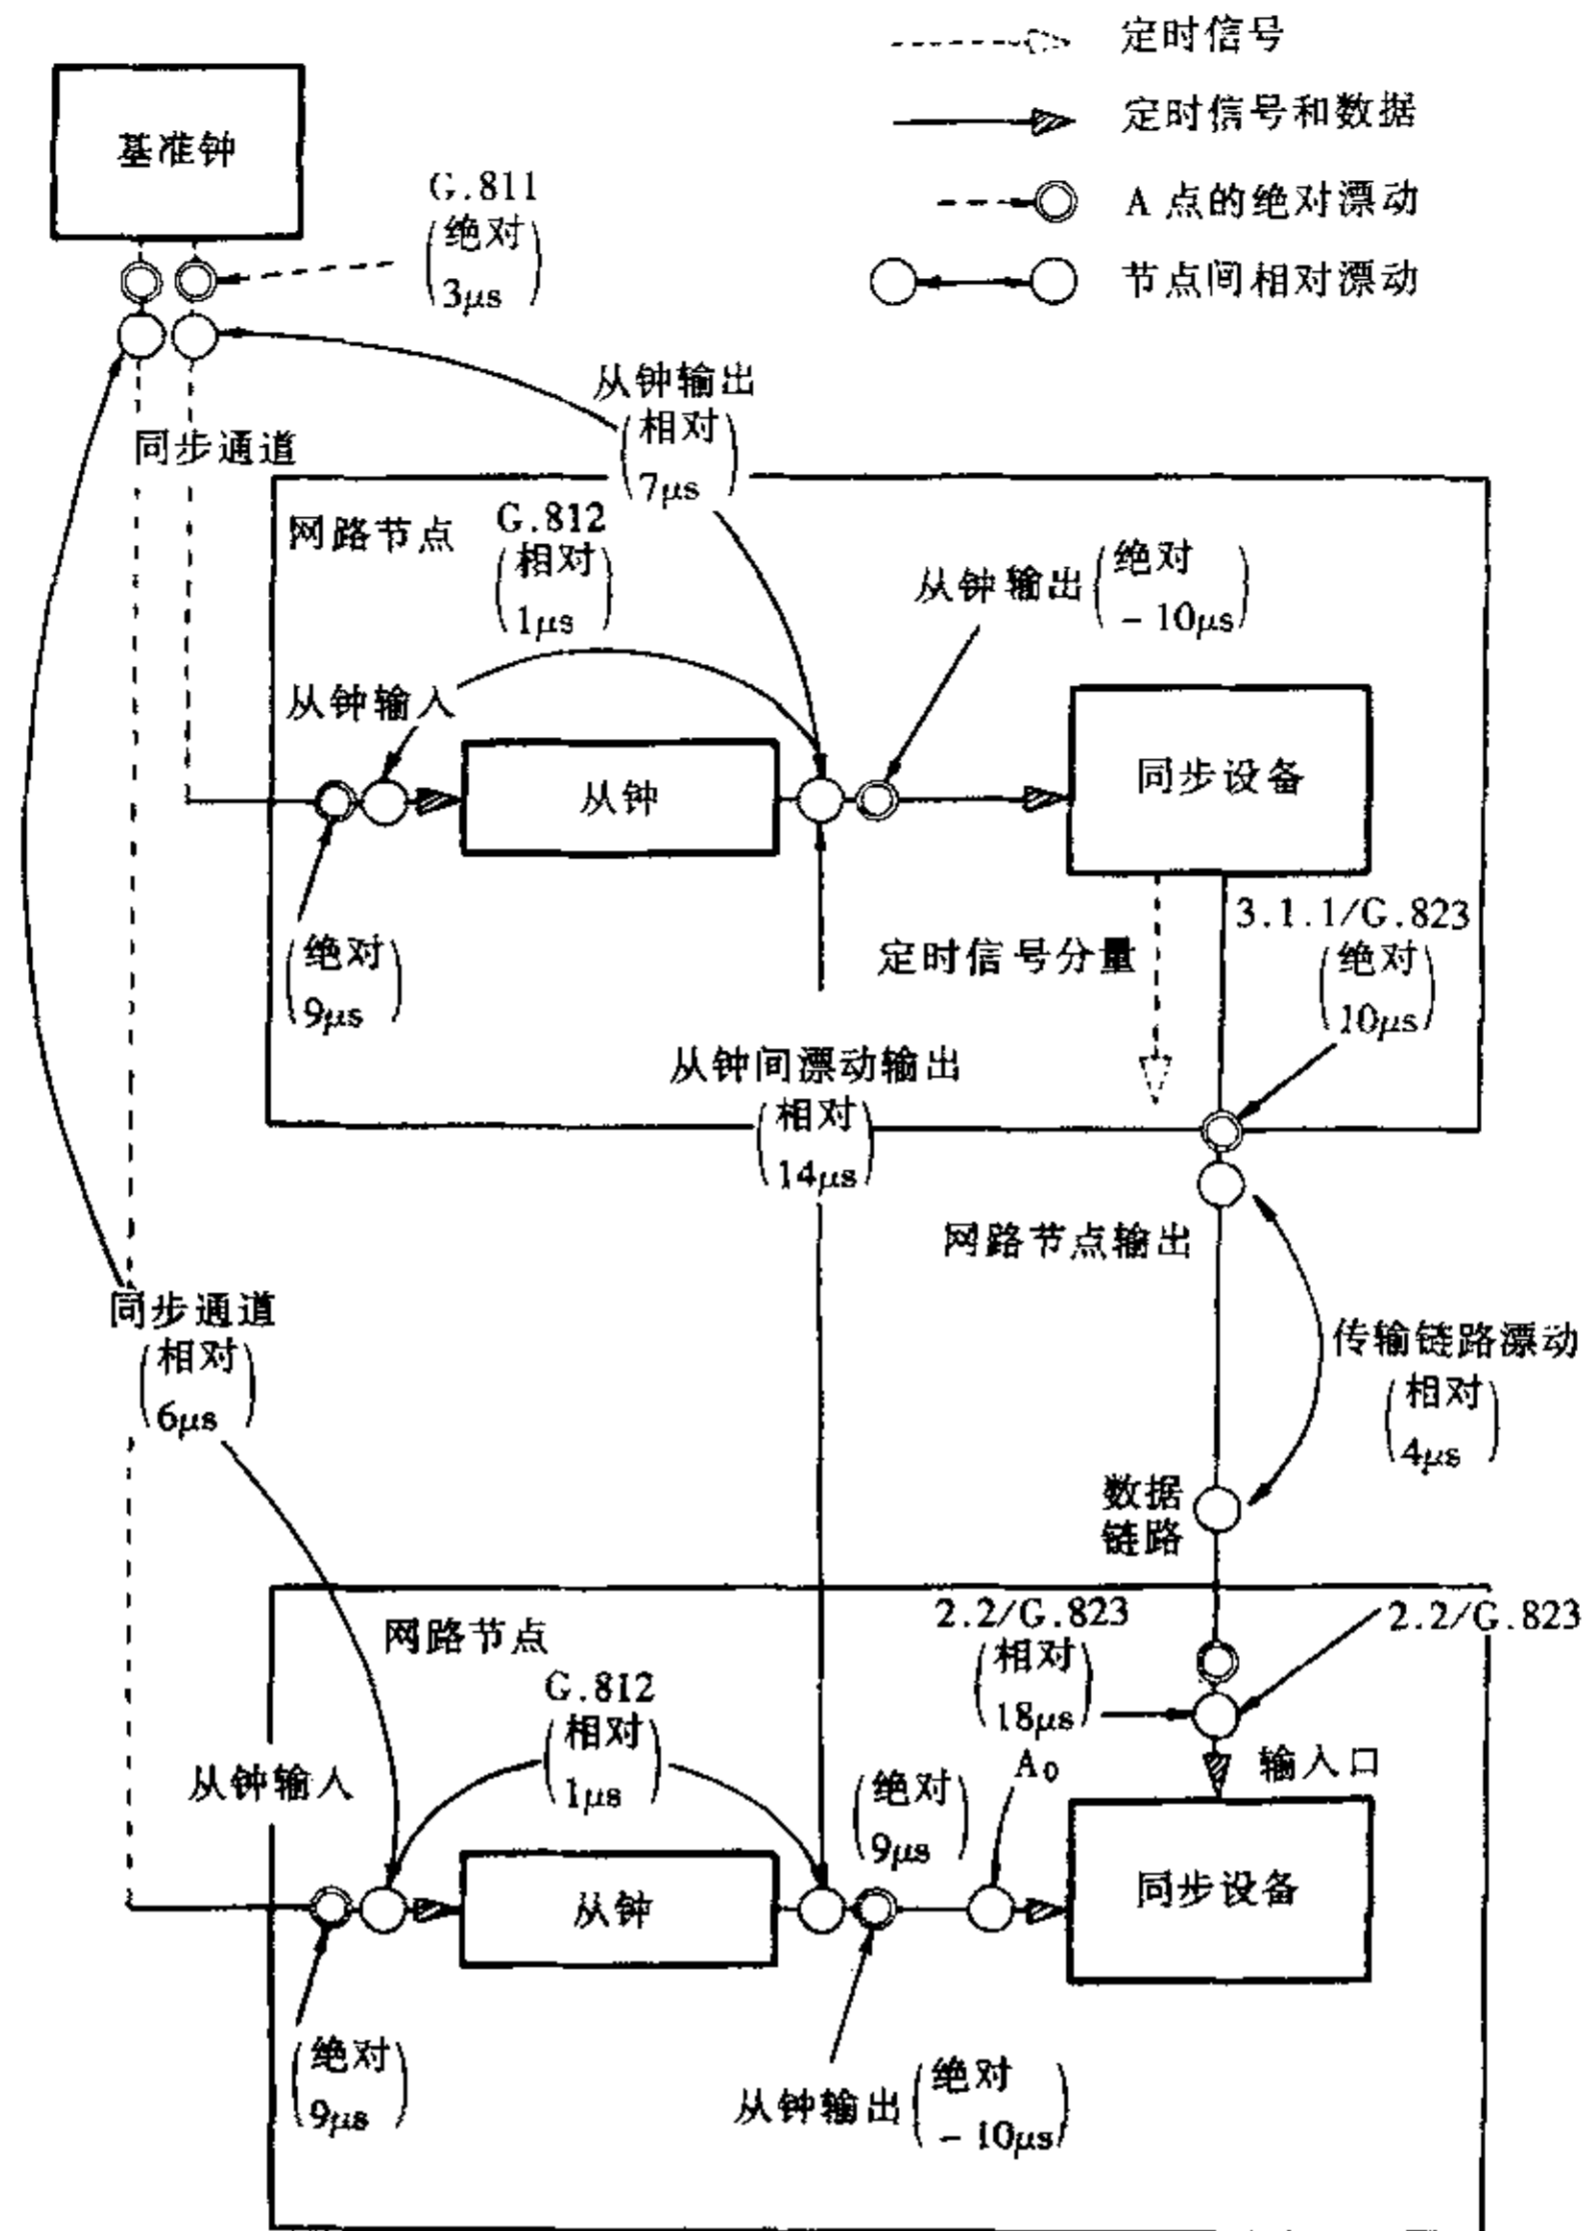 定时信号
定时信号和数据
A 点的绝对漂动
节点间相对漂动
基准钟
G.811
(绝对
3μs)
从钟输出
(相对
7μs)
同步通道
网路节点
G.812
(相对
1μs)
从钟输出(绝对
- 10μs)
从钟输入
从钟
同步设备
(绝对
9μs)
定时信号分量
3.1.1/G.823
(绝对
10μs)
从钟间漂动输出
(相对
14μs)
网路节点输出
同步通道
(相对
6μs)
传输链路漂动
(相对
4μs)
数据
链路
网路节点
2.2/G.823
(相对
18μs)
2.2/G.823
G.812
(相对
1μs)
从钟输入
(绝对
9μs)
A₀
输入口
从钟
同步设备
(绝对
9μs)
从钟输出(绝对
- 10μs)